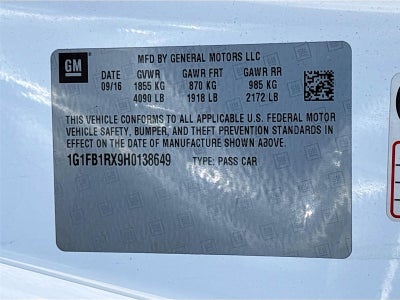 GM
MFD BY GENERAL MOTORS LLC
DATE GVWR GAWR FRT GAWR RR
09/16 1855 KG 870 KG 985 KG
4090 LB 1918 LB 2172 LB
THIS VEHICLE CONFORMS TO ALL APPLICABLE U.S. FEDERAL MOTOR
VEHICLE SAFETY, BUMPER, AND THEFT PREVENTION STANDARDS IN
EFFECT ON THE DATE OF MANUFACTURE SHOWN ABOVE.
1G1FB1RX9H0138649 TYPE: PASS CAR